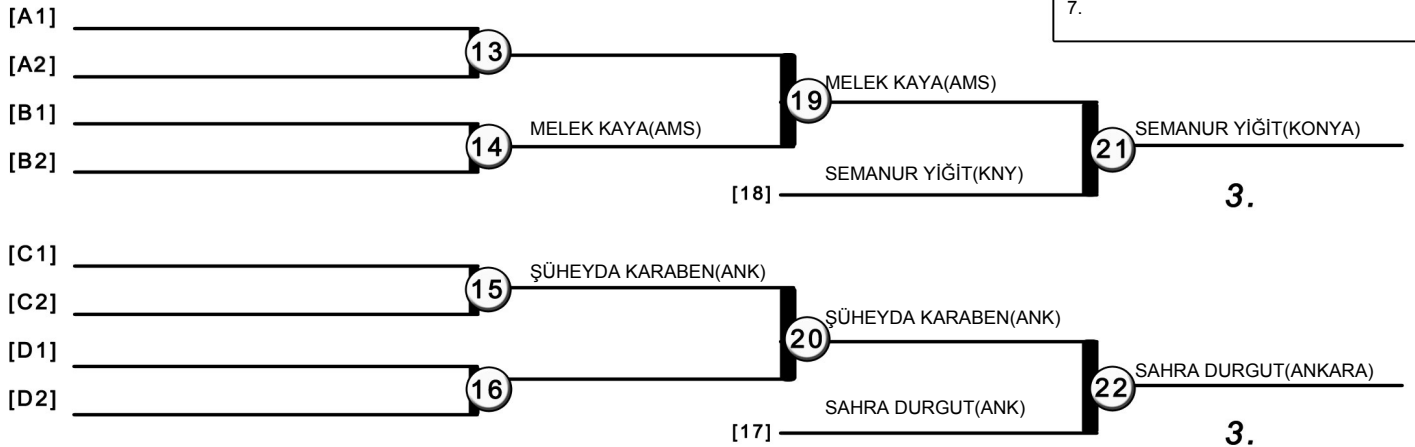 7.
[A1]
[A2]
13
[B1]
[B2]
14
MELEK KAYA(AMS)
19
MELEK KAYA(AMS)
[18]
SEMANUR YİĞİT(KNY)
21
SEMANUR YİĞİT(KONYA)
3.
[C1]
[C2]
15
ŞÜHEYDA KARABEN(ANK)
[D1]
[D2]
16
20
ŞÜHEYDA KARABEN(ANK)
[17]
SAHRA DURGUT(ANK)
22
SAHRA DURGUT(ANKARA)
3.